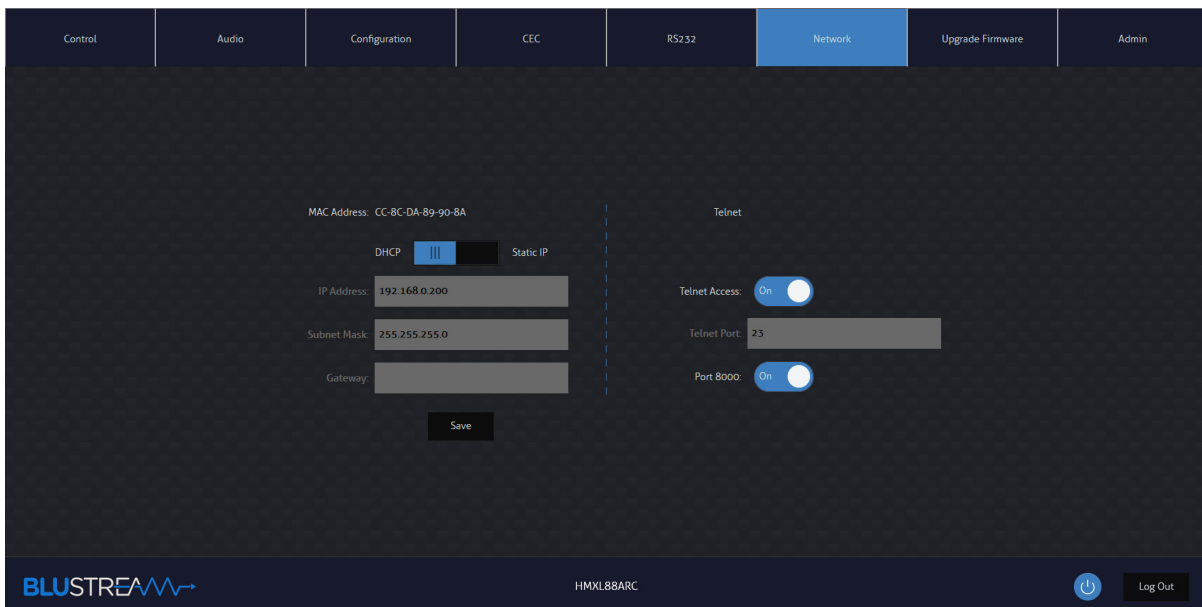 Control Audio Configuration CEC RS232 Network Upgrade Firmware Admin
MAC Address: CC-8C-DA-89-90-8A
DHCP Static IP
IP Address: 192.168.0.200
Subnet Mask: 255.255.255.0
Gateway:
Save
Telnet
Telnet Access: On
Telnet Port: 23
Port 8000: On
BLUSTREAM
HMXL88ARC
Log Out